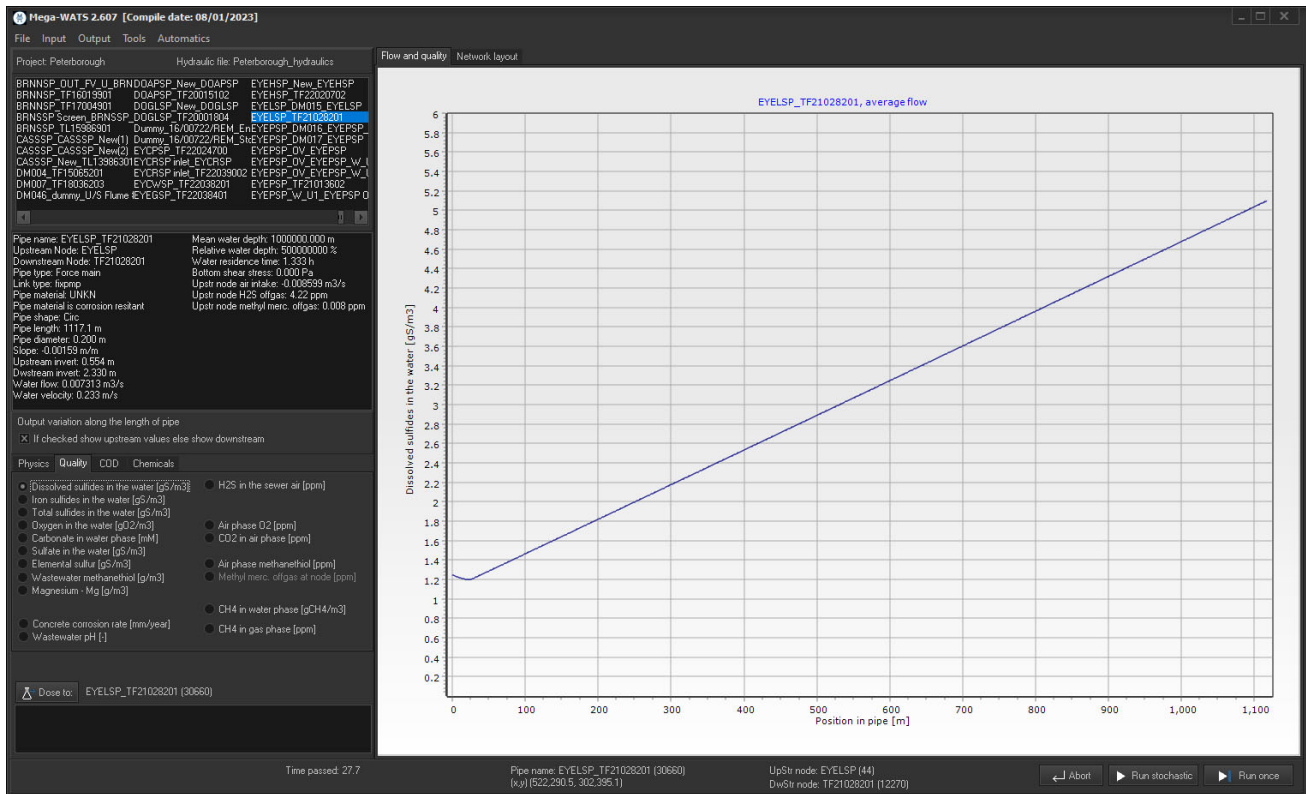 Mega-WATS 2.607 [Compile date: 08/01/2023]
File Input Output Tools Automatics
Project: Peterborough Hydraulic file: Peterborough_hydraulics
BRNNSP_OUT_FV_U_BRN DOAPSP_New_DOAPSP EYEHSP_New_EYEHSP
BRNNSP_TF16019901 DOAPSP_TF20015102 EYEHSP_TF22020702
BRNNSP_TF17004901 DOGLSP_New_DOGLSP EYELSP_DM015_EYELSP
BRNSSP Screen_BRNSSP_ DOGLSP_TF20001804 EYELSP_TF21028201
BRNSSP_TL15986901 Dummy_16/00722/REM_En EYEPSP_DM016_EYEPSP_
CASSSP_CASSSP_New(1) Dummy_16/00722/REM_Sto EYEPSP_DM017_EYEPSP
CASSSP_CASSSP_New(2) EYCPSP_TF22024700 EYEPSP_OV_EYEPSP
CASSSP_New_TL13986301 EYCRSP inlet_EYCRSP EYEPSP_OV_EYEPSP_W_U
DM004_TF15065201 EYCRSP inlet_TF22039002 EYEPSP_OV_EYEPSP_W_U
DM007_TF18036203 EYCWSP_TF22038201 EYEPSP_TF21013602
DM046_dummy_U/S Flume EYEGSP_TF22038401 EYEPSP_W_U1_EYEPSP O
Pipe name: EYELSP_TF21028201 Mean water depth: 1000000.000 m
Upstream Node: EYELSP Relative water depth: 500000000 %
Downstream Node: TF21028201 Water residence time: 1.333 h
Pipe type: Force main Bottom shear stress: 0.000 Pa
Link type: fixpmp Upstr node air intake: -0.008599 m3/s
Pipe material: UNKN Upstr node H2S offgas: 4.22 ppm
Pipe material is corrosion resitant Upstr node methyl merc. offgas: 0.008 ppm
Pipe shape: Circ
Pipe length: 1117.1 m
Pipe diameter: 0.200 m
Slope: -0.00159 m/m
Upstream invert: 0.554 m
Dwstream invert: 2.330 m
Water flow: 0.007313 m3/s
Water velocity: 0.233 m/s
Output variation along the length of pipe
If checked show upstream values else show downstream
Physics Quality COD Chemicals
Dissolved sulfides in the water [gS/m3] H2S in the sewer air [ppm]
Iron sulfides in the water [gS/m3]
Total sulfides in the water [gS/m3]
Oxygen in the water [gO2/m3] Air phase O2 [ppm]
Carbonate in water phase [mM] CO2 in air phase [ppm]
Sulfate in the water [gS/m3]
Elemental sulfur [gS/m3] Air phase methanethiol [ppm]
Wastewater methanethiol [g/m3] Methyl merc. offgas at node [ppm]
Magnesium - Mg [g/m3]
CH4 in water phase [gCH4/m3]
Concrete corrosion rate [mm/year] CH4 in gas phase [ppm]
Wastewater pH [-]
Dose to: EYELSP_TF21028201 (30660)
Flow and quality Network layout
EYELSP_TF21028201, average flow
Dissolved sulfides in the water [gS/m3]
6
5.8
5.6
5.4
5.2
5
4.8
4.6
4.4
4.2
4
3.8
3.6
3.4
3.2
3
2.8
2.6
2.4
2.2
2
1.8
1.6
1.4
1.2
1
0.8
0.6
0.4
0.2
0 100 200 300 400 500 600 700 800 900 1,000 1,100
Position in pipe [m]
Time passed: 27.7 Pipe name: EYELSP_TF21028201 (30660) UpStr node: EYELSP (44)
(x,y) (522,290.5, 302,395.1) DwStr node: TF21028201 (12270)
Abort Run stochastic Run once